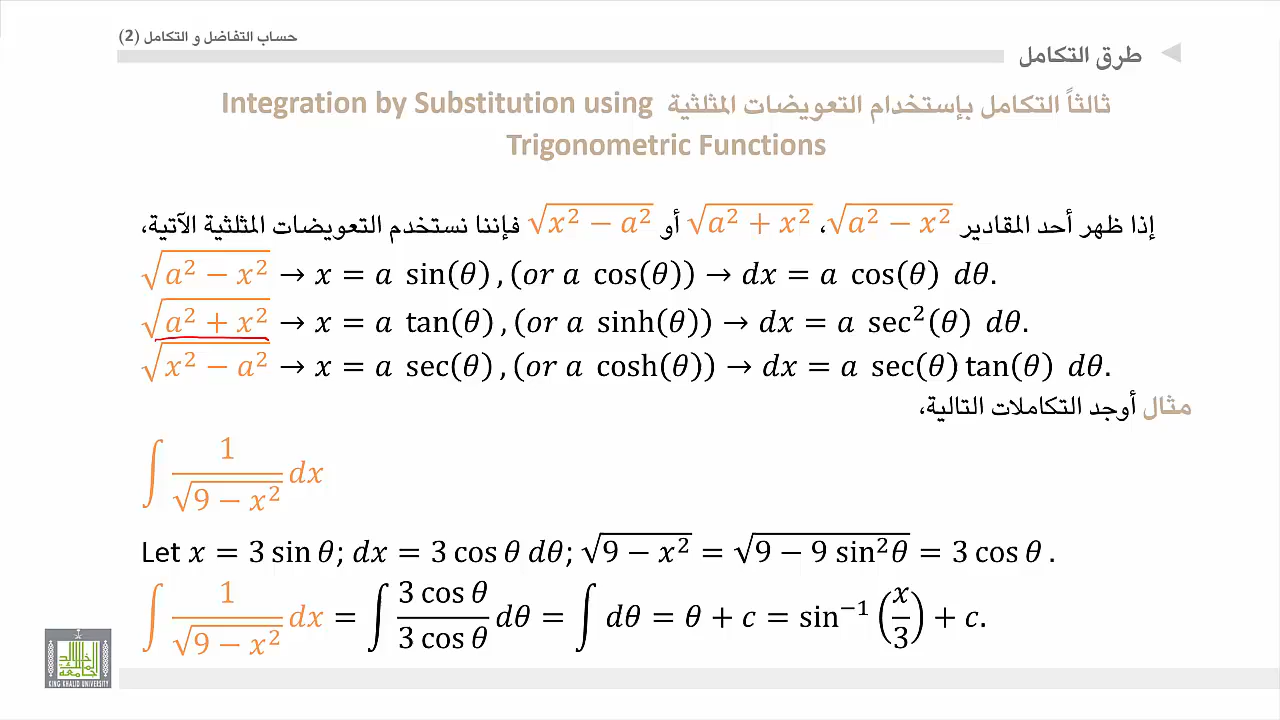 حساب التفاضل و التكامل (2)
طرق التكامل
ثالثاً التكامل بإستخدام التعويضات المثلثية Integration by Substitution using
Trigonometric Functions
إذا ظهر أحد المقادير √(a² − x²)، √(a² + x²) أو √(x² − a²) فإننا نستخدم التعويضات المثلثية الآتية،
√(a² − x²) → x = a sin(θ), (or a cos(θ)) → dx = a cos(θ) dθ.
√(a² + x²) → x = a tan(θ), (or a sinh(θ)) → dx = a sec²(θ) dθ.
√(x² − a²) → x = a sec(θ), (or a cosh(θ)) → dx = a sec(θ) tan(θ) dθ.
مثال أوجد التكاملات التالية،
∫ 1/√(9 − x²) dx
Let x = 3 sin θ; dx = 3 cos θ dθ; √(9 − x²) = √(9 − 9 sin²θ) = 3 cos θ .
∫ 1/√(9 − x²) dx = ∫ (3 cos θ)/(3 cos θ) dθ = ∫ dθ = θ + c = sin⁻¹(x/3) + c.
KING KHALID UNIVERSITY